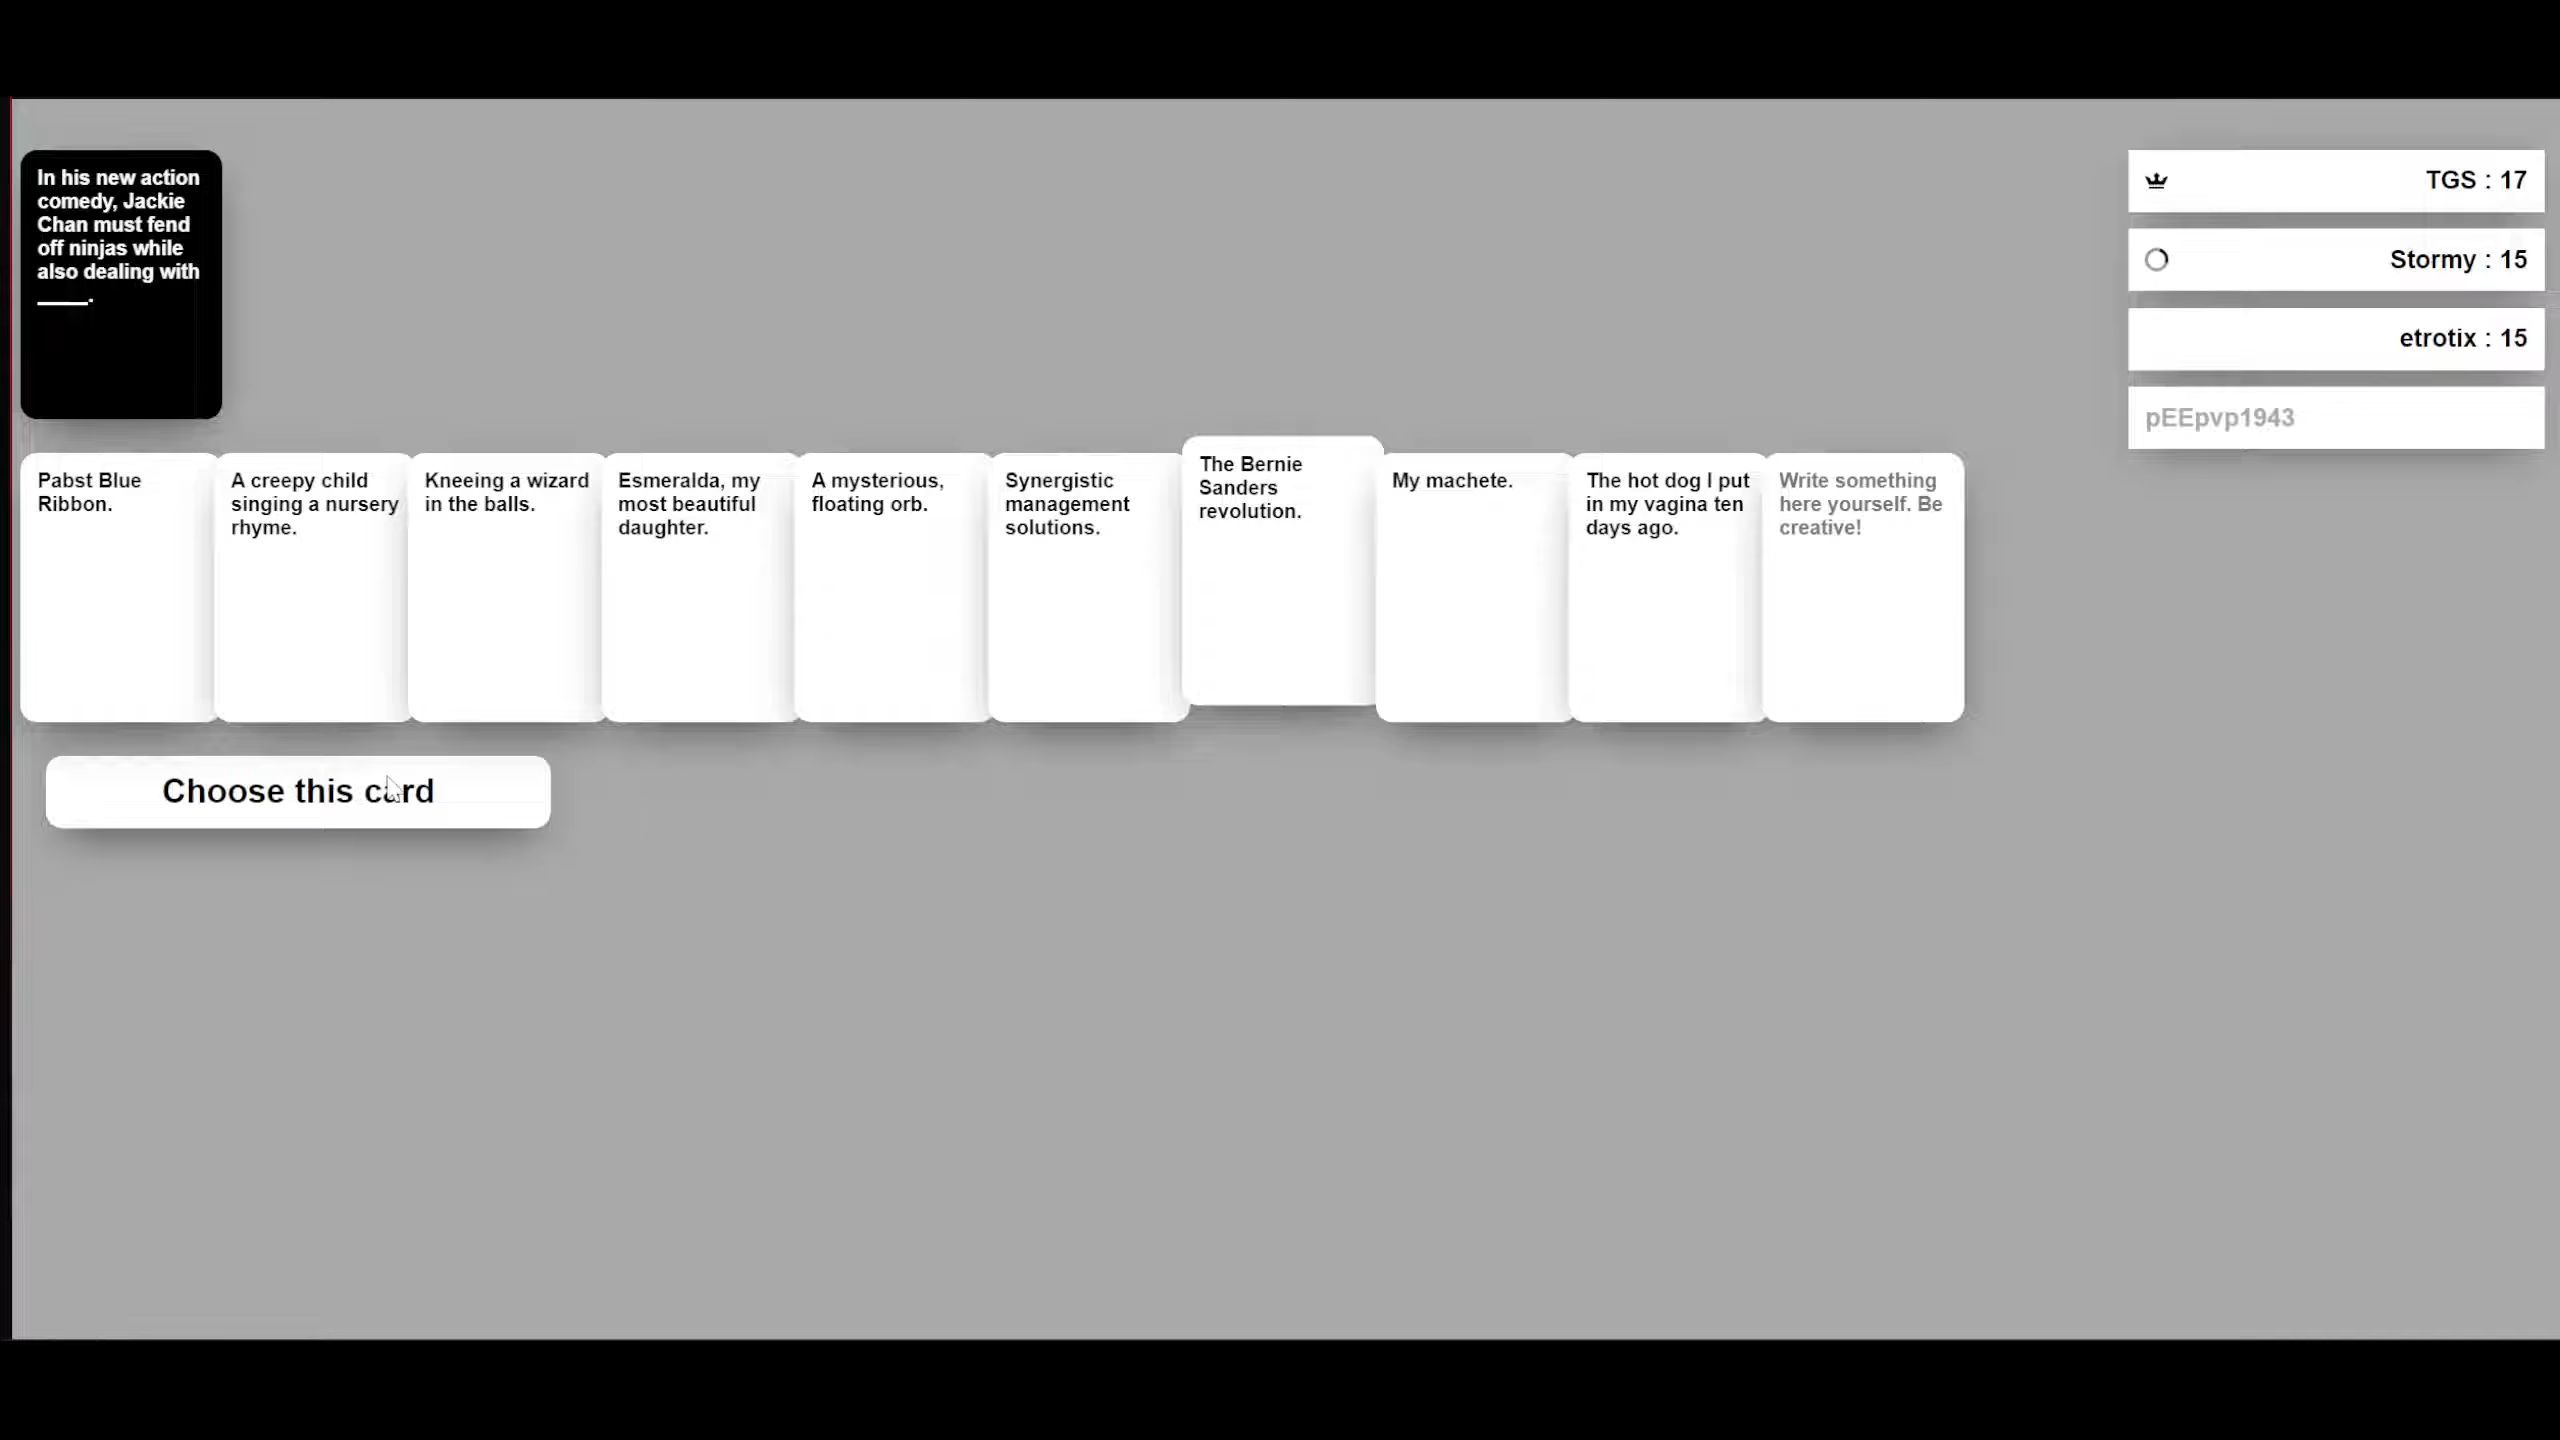 In his new action
comedy, Jackie
Chan must fend
off ninjas while
also dealing with
_____.
TGS : 17
Stormy : 15
etrotix : 15
pEEpvp1943
Pabst Blue
Ribbon.
A creepy child
singing a nursery
rhyme.
Kneeing a wizard
in the balls.
Esmeralda, my
most beautiful
daughter.
A mysterious,
floating orb.
Synergistic
management
solutions.
The Bernie
Sanders
revolution.
My machete.
The hot dog I put
in my vagina ten
days ago.
Write something
here yourself. Be
creative!
Choose this card